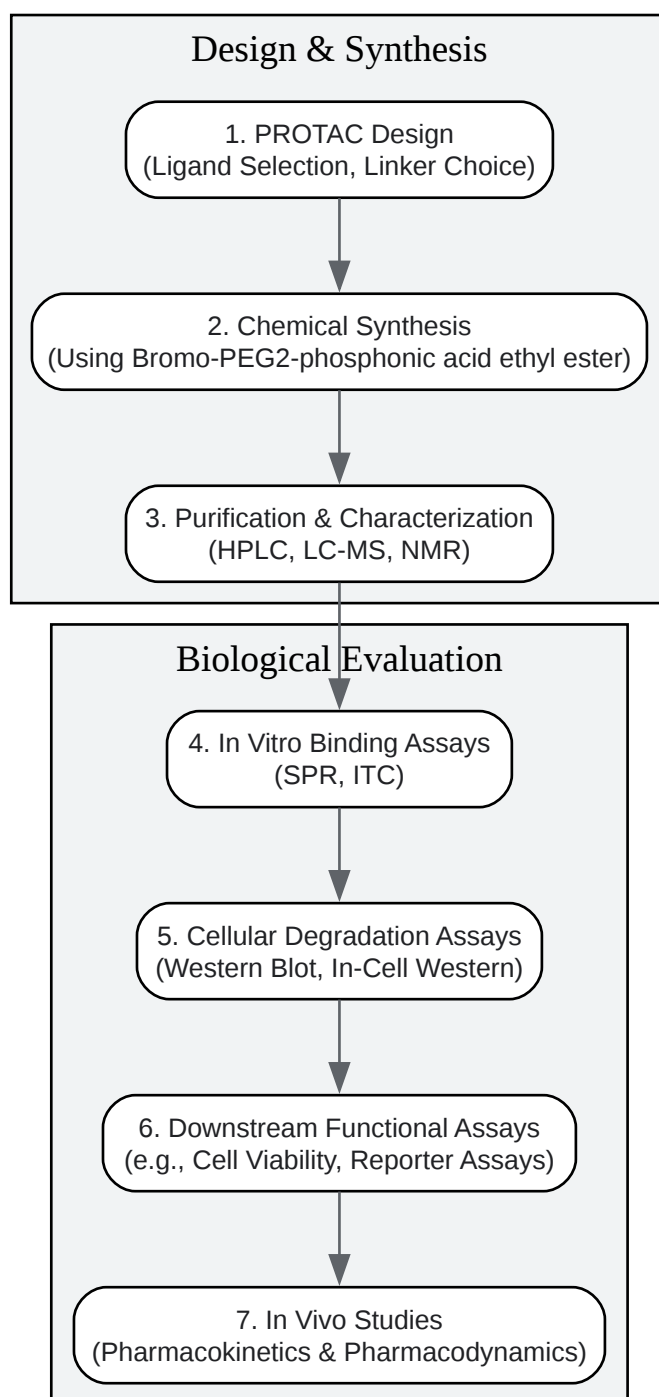 Design & Synthesis
1. PROTAC Design
(Ligand Selection, Linker Choice)
2. Chemical Synthesis
(Using Bromo-PEG2-phosphonic acid ethyl ester)
3. Purification & Characterization
(HPLC, LC-MS, NMR)
Biological Evaluation
4. In Vitro Binding Assays
(SPR, ITC)
5. Cellular Degradation Assays
(Western Blot, In-Cell Western)
6. Downstream Functional Assays
(e.g., Cell Viability, Reporter Assays)
7. In Vivo Studies
(Pharmacokinetics & Pharmacodynamics)